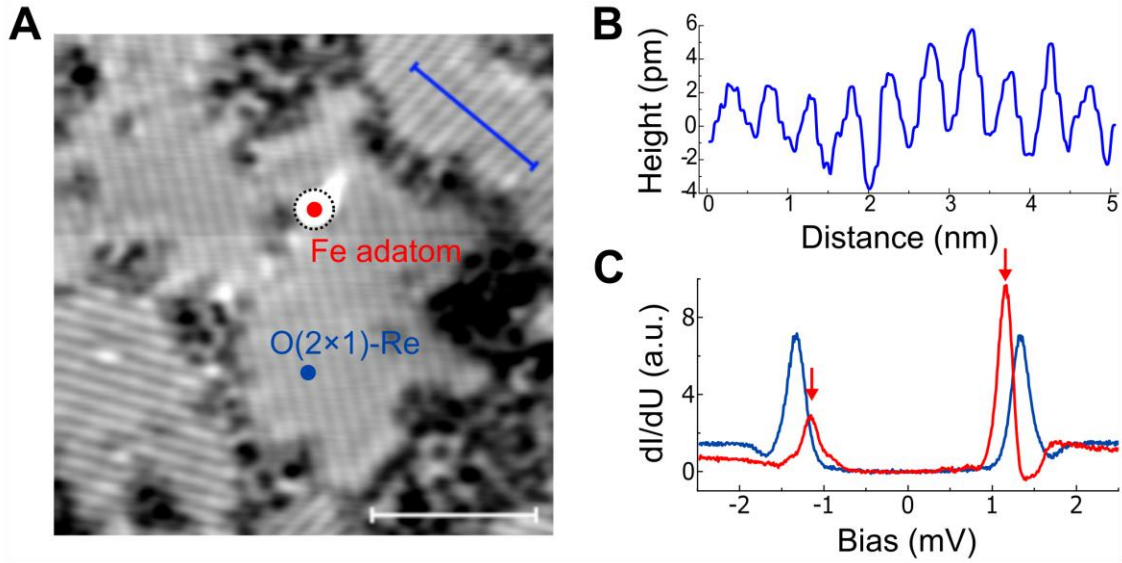 A
Fe adatom
O(2×1)-Re
B
Height (pm)
6
4
2
0
-2
-4
0 1 2 3 4 5
Distance (nm)
C
dI/dU (a.u.)
8
4
0
-2 -1 0 1 2
Bias (mV)